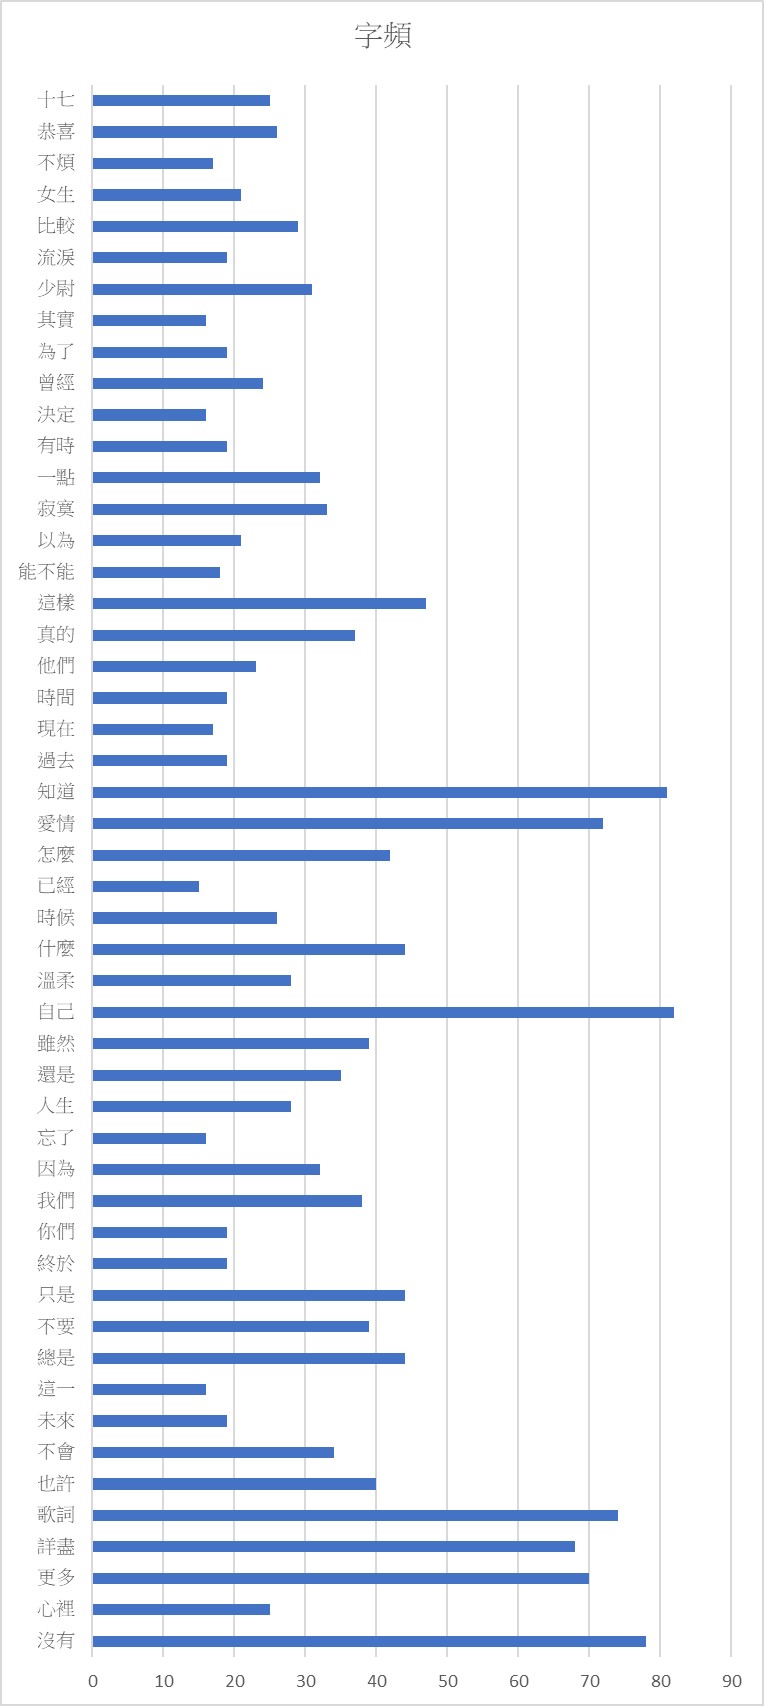 字頻
十七
恭喜
不煩
女生
比較
流淚
少尉
其實
為了
曾經
決定
有時
一點
寂寞
以為
能不能
這樣
真的
他們
時間
現在
過去
知道
愛情
怎麼
已經
時候
什麼
溫柔
自己
雖然
還是
人生
忘了
因為
我們
你們
終於
只是
不要
總是
這一
未來
不會
也許
歌詞
詳盡
更多
心裡
沒有
0 10 20 30 40 50 60 70 80 90